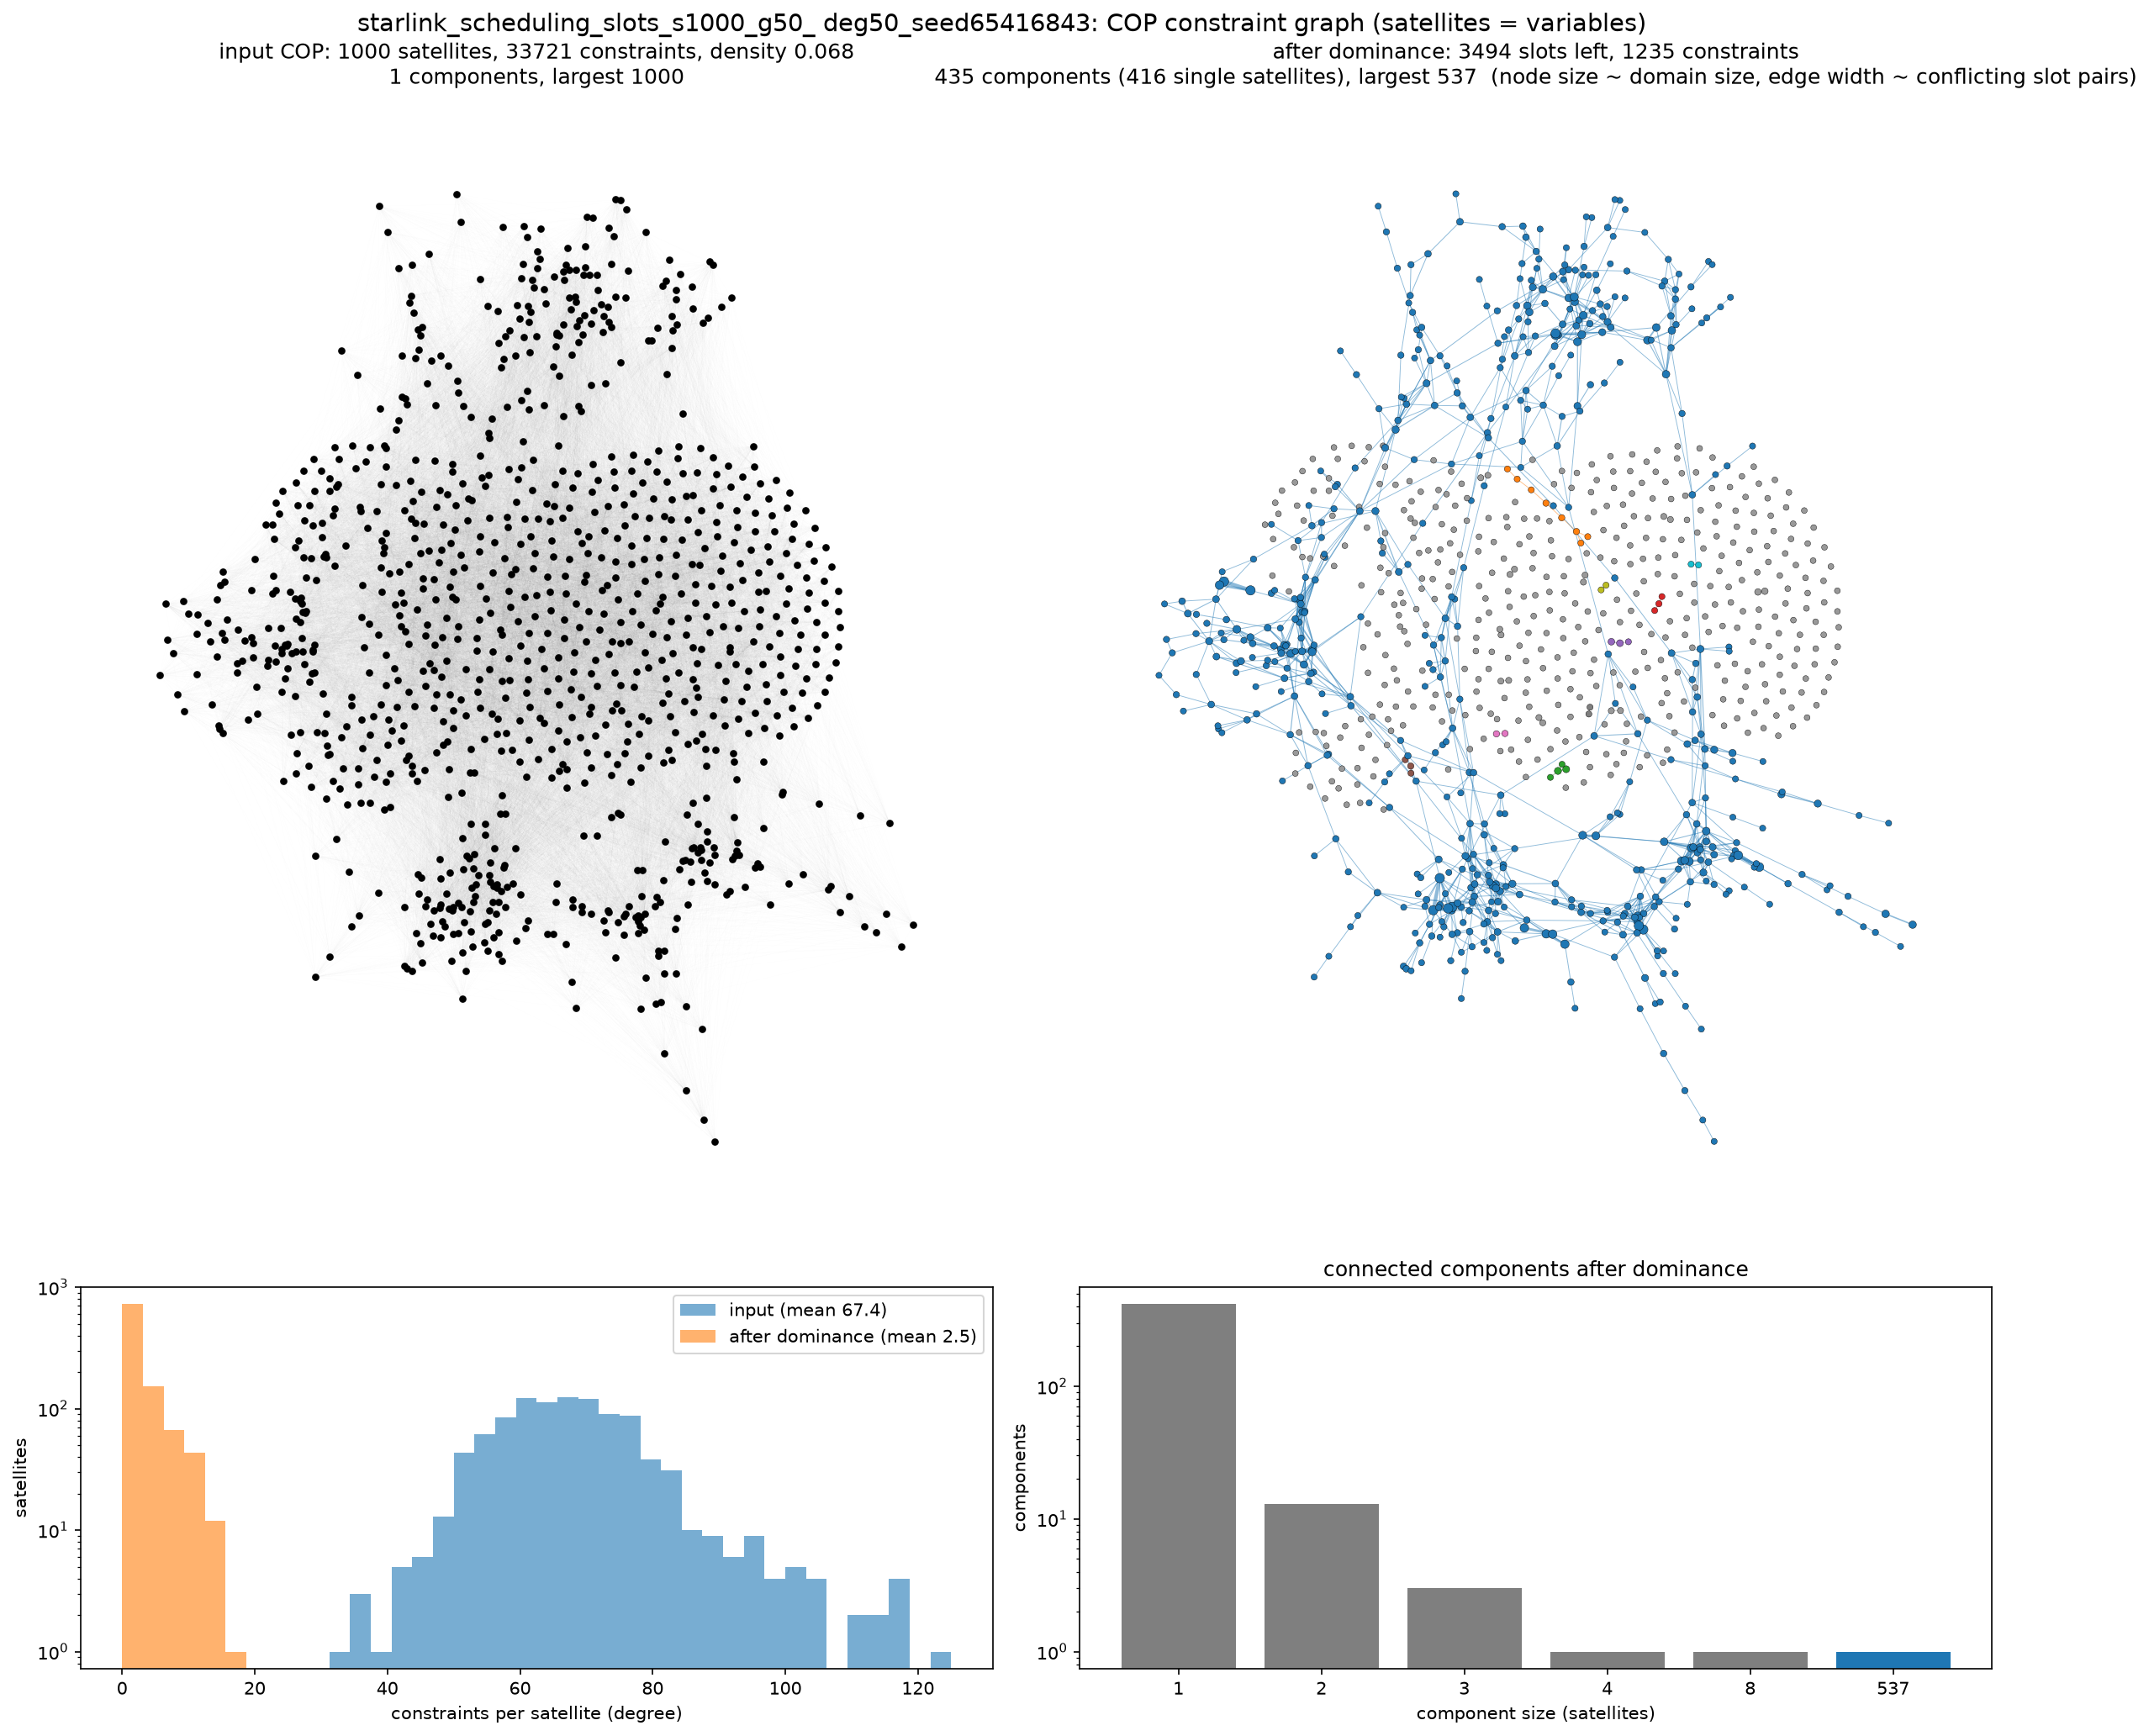 starlink_scheduling_slots_s1000_g50_ deg50_seed65416843: COP constraint graph (satellites = variables)
input COP: 1000 satellites, 33721 constraints, density 0.068
1 components, largest 1000
after dominance: 3494 slots left, 1235 constraints
435 components (416 single satellites), largest 537  (node size ~ domain size, edge width ~ conflicting slot pairs)
10³
10²
10¹
10⁰
satellites
input (mean 67.4)
after dominance (mean 2.5)
0 20 40 60 80 100 120
constraints per satellite (degree)
connected components after dominance
10²
10¹
10⁰
components
1 2 3 4 8 537
component size (satellites)